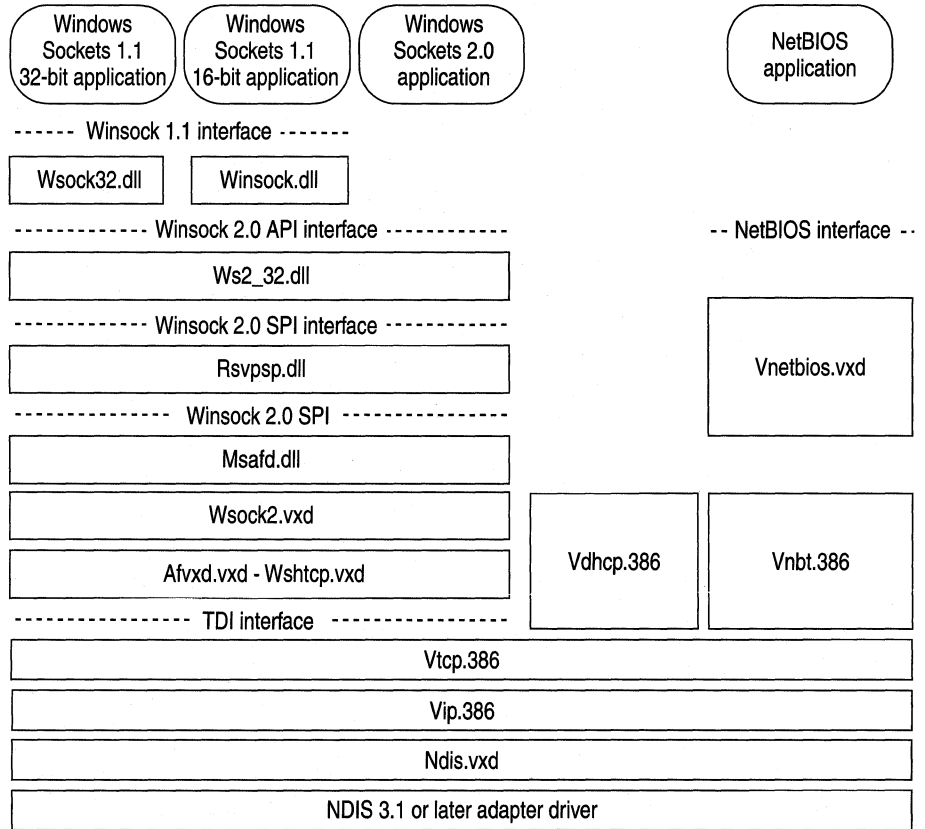 Windows
Sockets 1.1
32-bit application
Windows
Sockets 1.1
16-bit application
Windows
Sockets 2.0
application
NetBIOS
application
Winsock 1.1 interface
Wsock32.dll
Winsock.dll
Winsock 2.0 API interface
NetBIOS interface
Ws2_32.dll
Winsock 2.0 SPI interface
Rsvpsp.dll
Vnetbios.vxd
Winsock 2.0 SPI
Msafd.dll
Wsock2.vxd
Afvxd.vxd - Wshtcp.vxd
Vdhcp.386
Vnbt.386
TDI interface
Vtcp.386
Vip.386
Ndis.vxd
NDIS 3.1 or later adapter driver